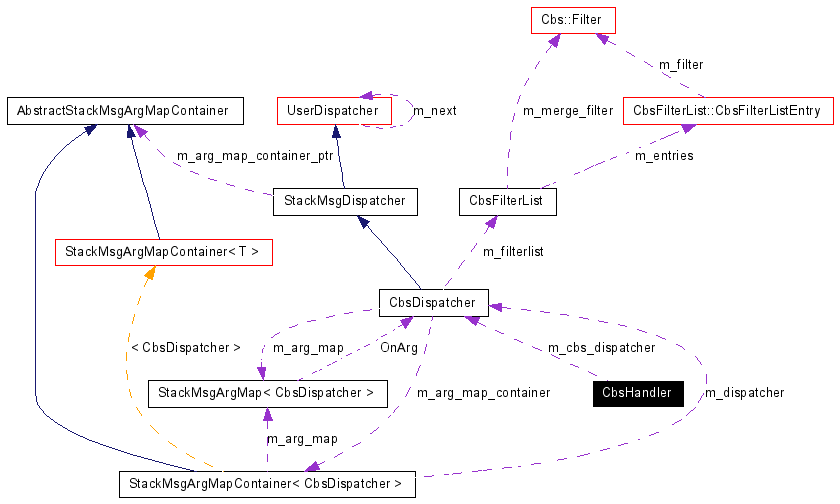 Cbs::Filter
m_filter
AbstractStackMsgArgMapContainer
UserDispatcher
m_next
m_merge_filter
CbsFilterList::CbsFilterListEntry
m_arg_map_container_ptr
m_entries
StackMsgDispatcher
CbsFilterList
StackMsgArgMapContainer< T >
m_filterlist
CbsDispatcher
< CbsDispatcher >
m_arg_map
OnArg
m_cbs_dispatcher
StackMsgArgMap< CbsDispatcher >
m_arg_map_container
CbsHandler
m_dispatcher
m_arg_map
StackMsgArgMapContainer< CbsDispatcher >